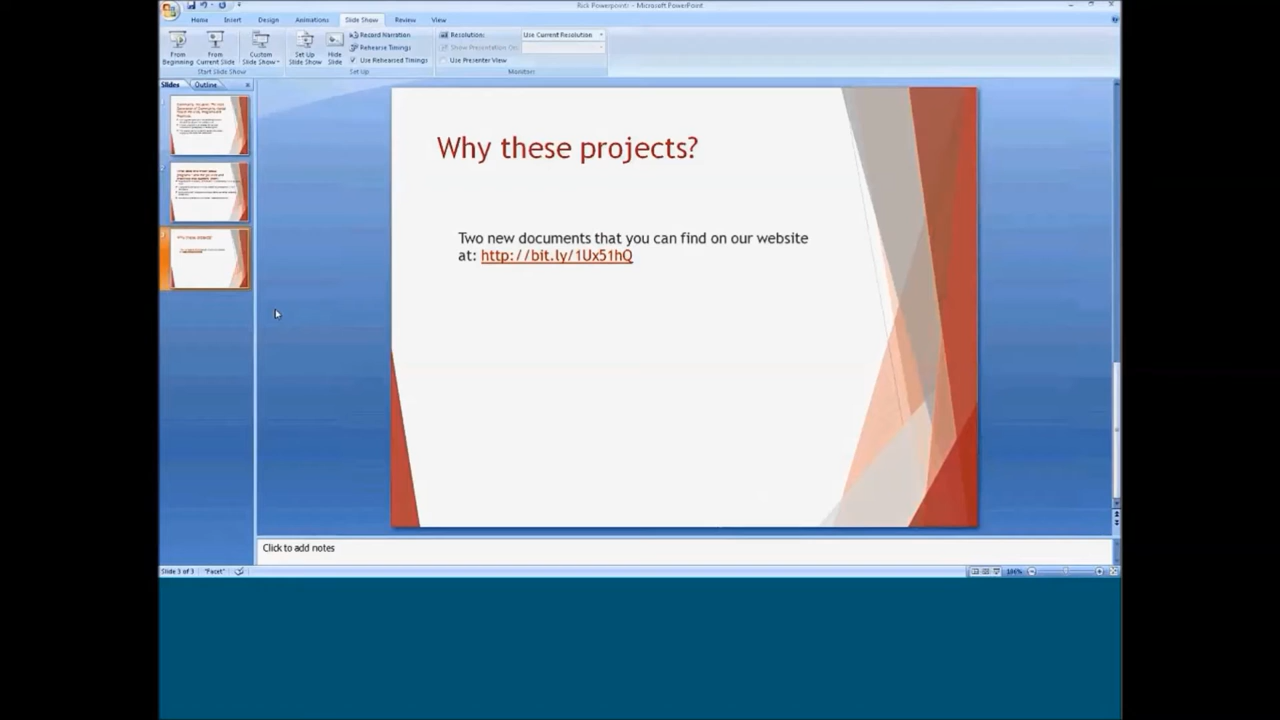 Rick Powerpoint - Microsoft PowerPoint
Home Insert Design Animations Slide Show Review View
From Beginning
From Current Slide
Custom Slide Show
Start Slide Show
Set Up Slide Show
Hide Slide
Record Narration
Rehearse Timings
Use Rehearsed Timings
Set Up
Resolution: Use Current Resolution
Show Presentation On:
Use Presenter View
Monitors
Slides Outline
Why these projects?
Two new documents that you can find on our website
at: http://bit.ly/1Ux51hQ
Click to add notes
Slide 3 of 3 "Facet"